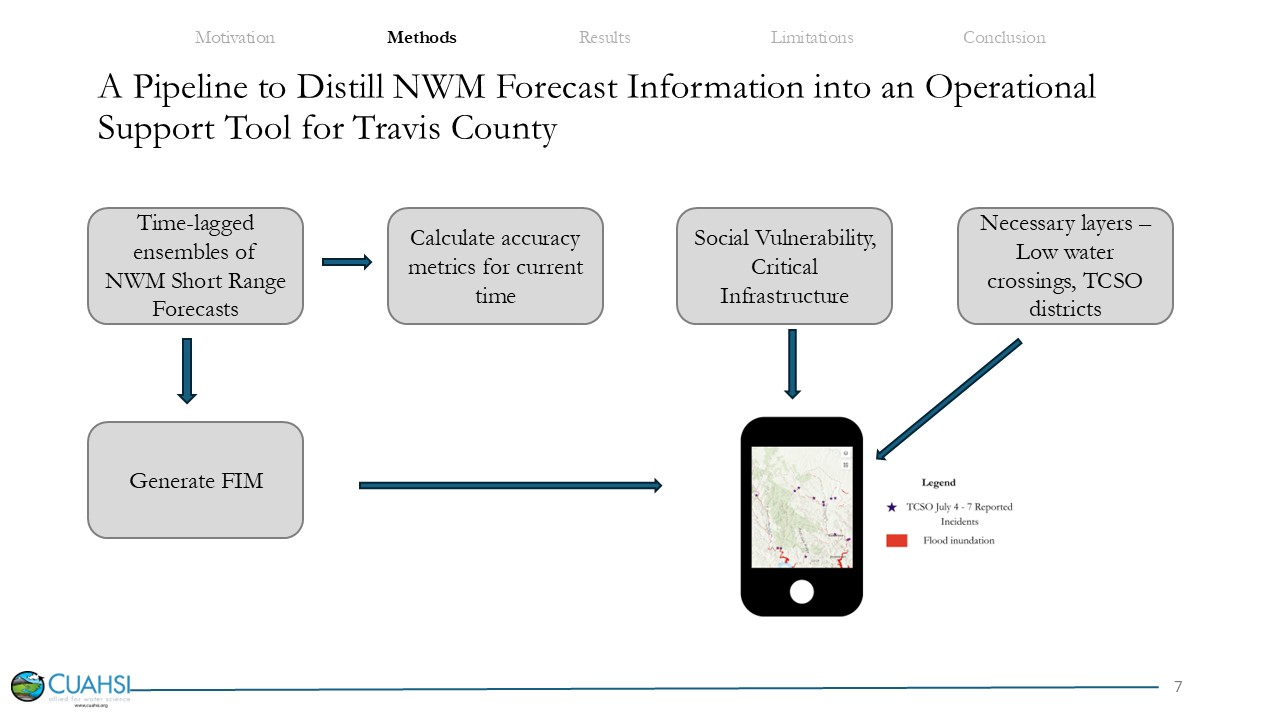 Motivation
Methods
Results
Limitations
Conclusion
A Pipeline to Distill NWM Forecast Information into an Operational
Support Tool for Travis County
Time-lagged
ensembles of
NWM Short Range
Forecasts
Calculate accuracy
metrics for current
time
Social Vulnerability,
Critical
Infrastructure
Necessary layers –
Low water
crossings, TCSO
districts
Generate FIM
Legend
TCSO July 4 - 7 Reported
Incidents
Flood inundation
CUAHSI
allied for water science
www.cuahsi.org
7